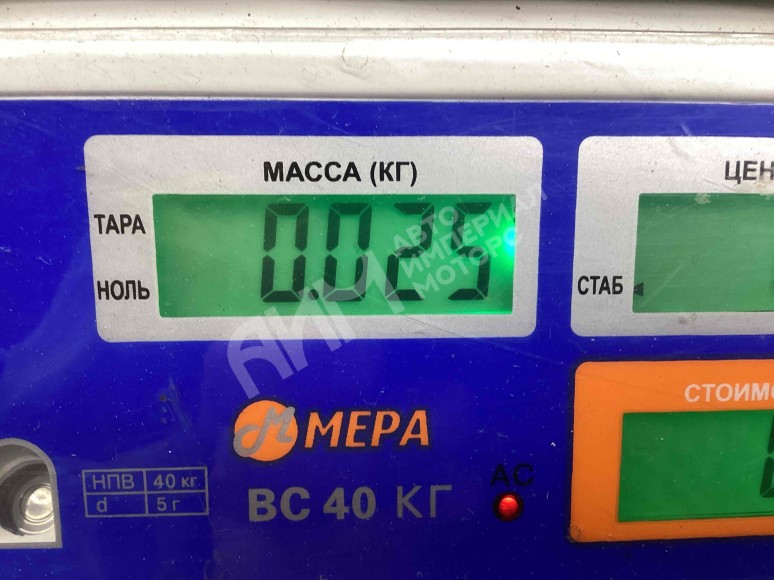 МАССА (КГ)
ЦЕН
ТАРА
НОЛЬ
0.025
СТАБ
АИМ АВТО
ИМПЕРИАЛ
МОТОРС
СТОИМО
МЕРА
НПВ 40 кг.
d 5 г
ВС 40 КГ
AC